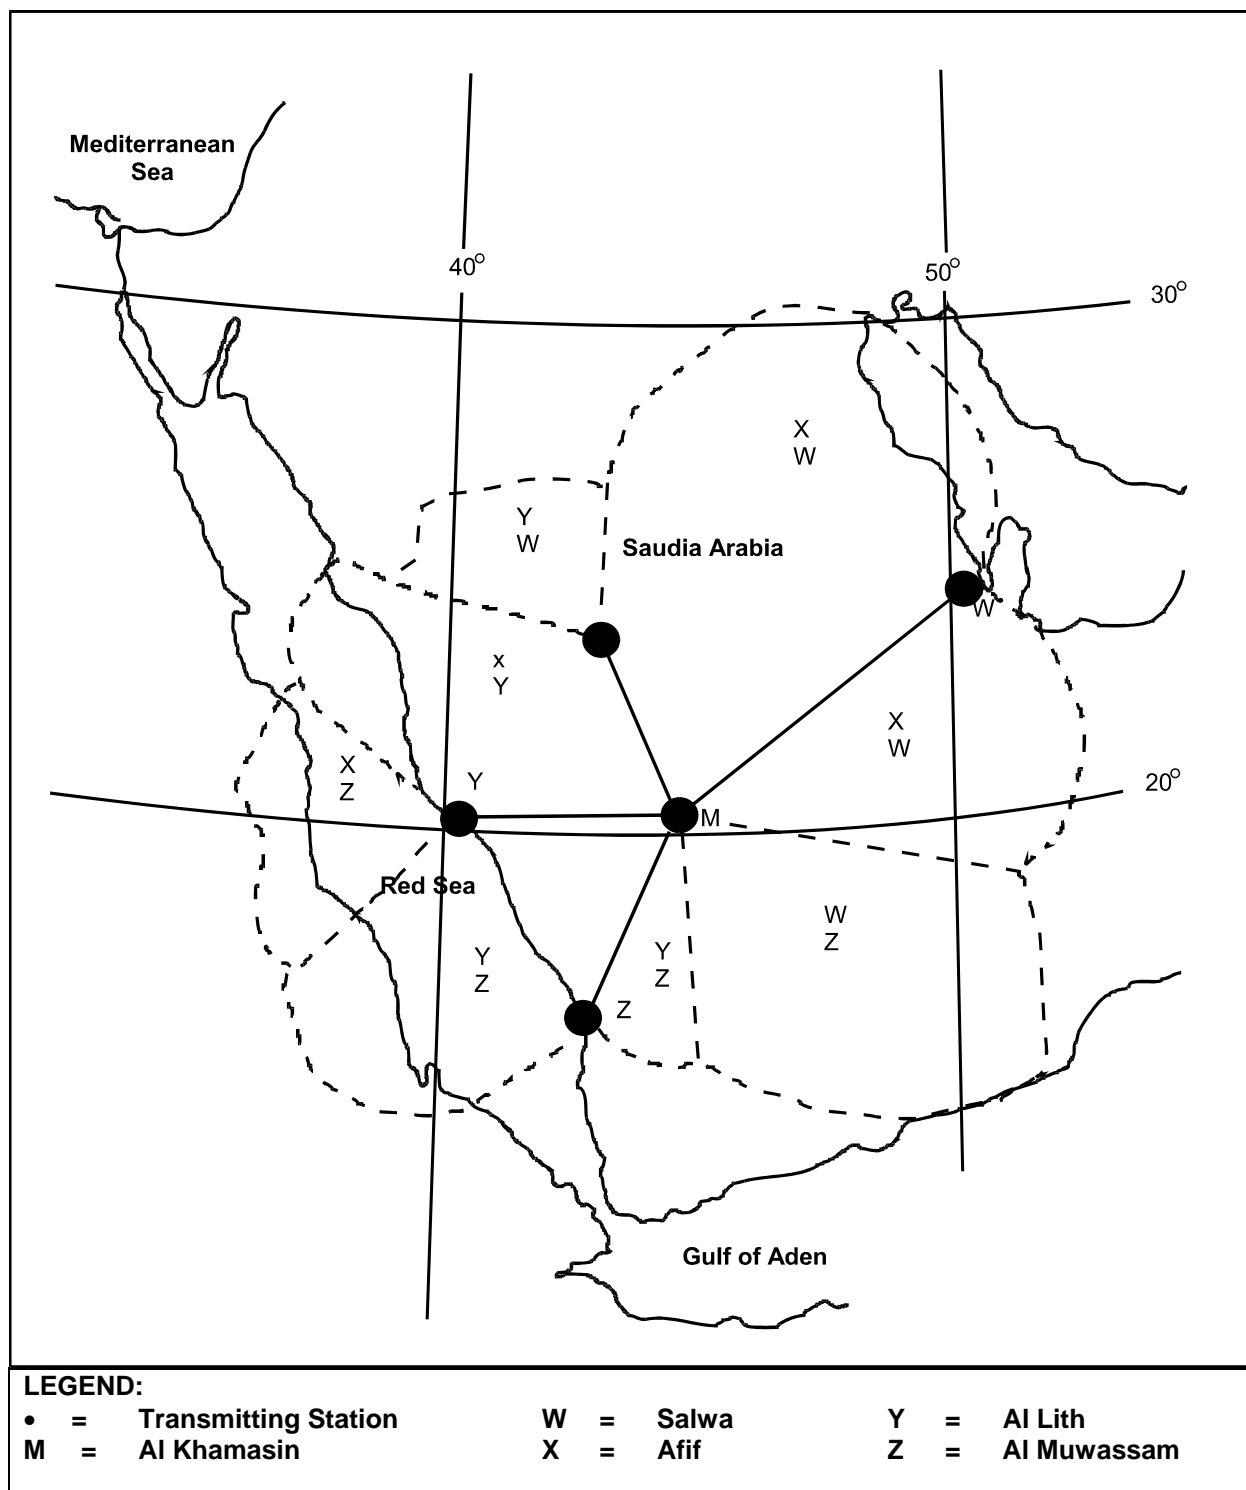 Mediterranean
Sea
40°
50°
30°
X
W
Y
W
Saudia Arabia
W
x
Y
X
W
X
Z
Y
20°
M
Red Sea
W
Z
Y
Z
Y
Z
Z
Gulf of Aden
LEGEND:
• = Transmitting Station W = Salwa Y = Al Lith
M = Al Khamasin X = Afif Z = Al Muwassam